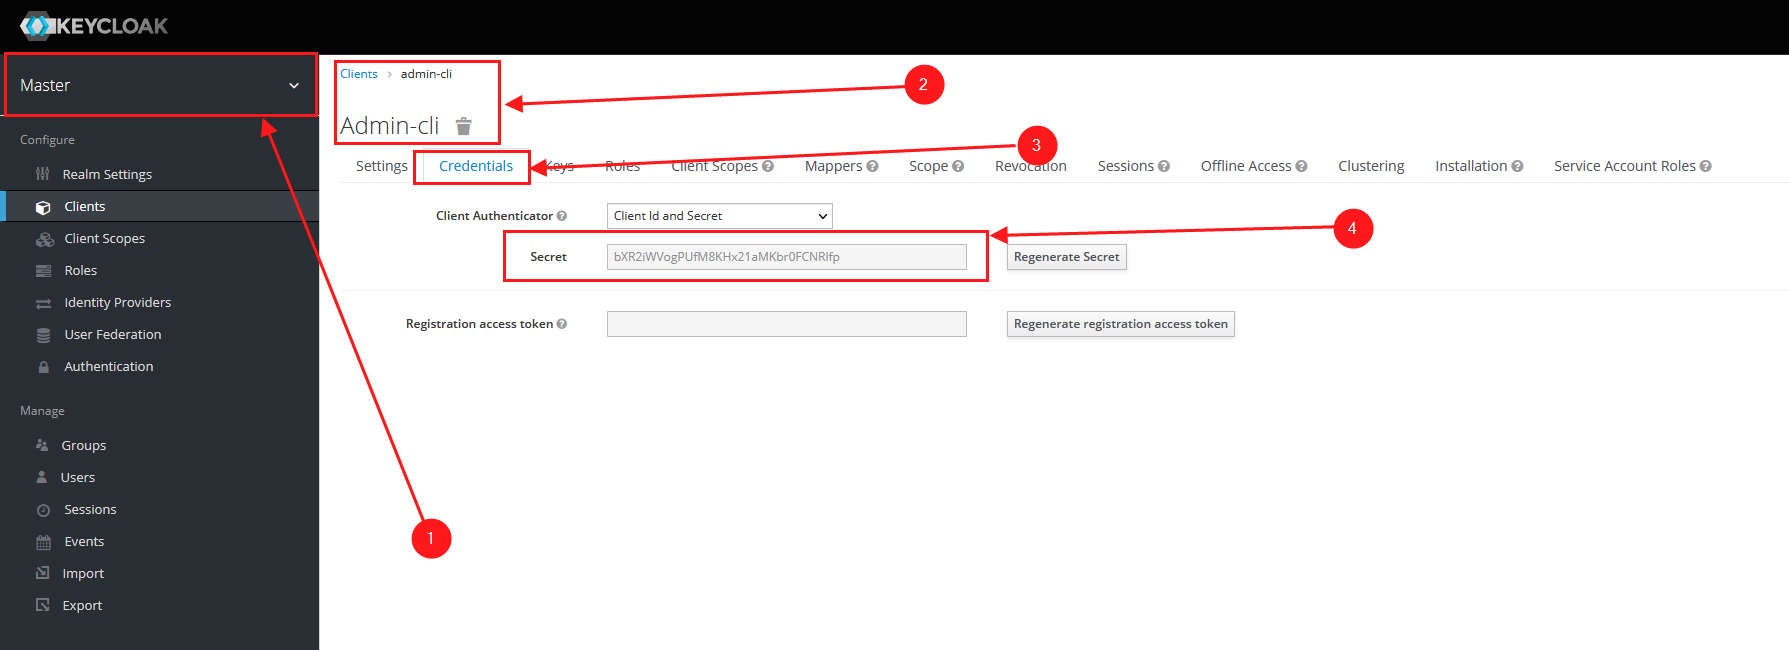 KEYCLOAK
Master
Configure
Realm Settings
Clients
Client Scopes
Roles
Identity Providers
User Federation
Authentication
Manage
Groups
Users
Sessions
Events
Import
Export
1
Clients > admin-cli
2
Admin-cli
3
Settings Credentials Keys Roles Client Scopes Mappers Scope Revocation Sessions Offline Access Clustering Installation Service Account Roles
Client Authenticator Client Id and Secret
4
Secret bXR2iWVogPUfM8KHx21aMKbr0FCNRlfp Regenerate Secret
Registration access token Regenerate registration access token